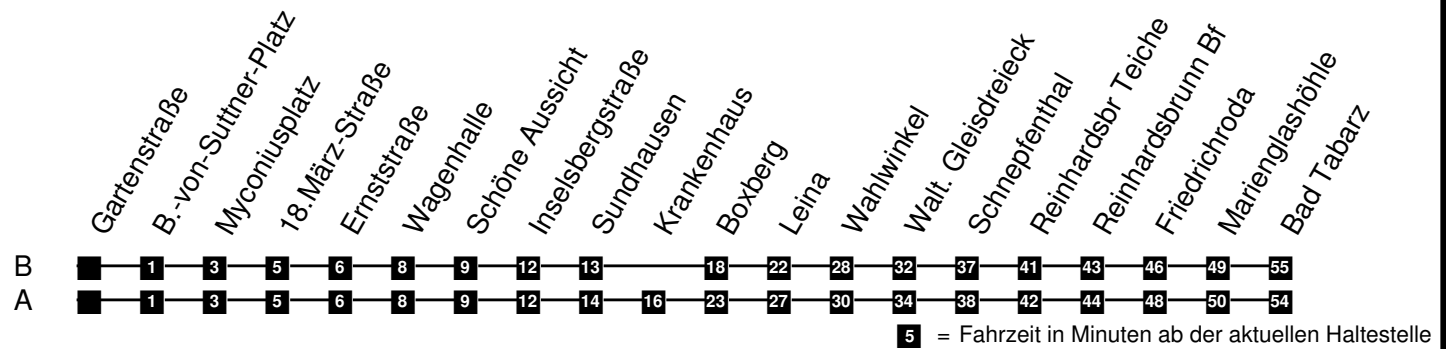 Gartenstraße
B.-von-Suttner-Platz
Myconiusplatz
18.März-Straße
Ernststraße
Wagenhalle
Schöne Aussicht
Inselsbergstraße
Sundhausen
Krankenhaus
Boxberg
Leina
Wahlwinkel
Walt. Gleisdreieck
Schnepfenthal
Reinhardsbr Teiche
Reinhardsbrunn Bf
Friedrichroda
Marienglashöhle
Bad Tabarz
B 1 3 5 6 8 9 12 13 18 22 28 32 37 41 43 46 49 55
A 1 3 5 6 8 9 12 14 16 23 27 30 34 38 42 44 48 50 54
5 = Fahrzeit in Minuten ab der aktuellen Haltestelle